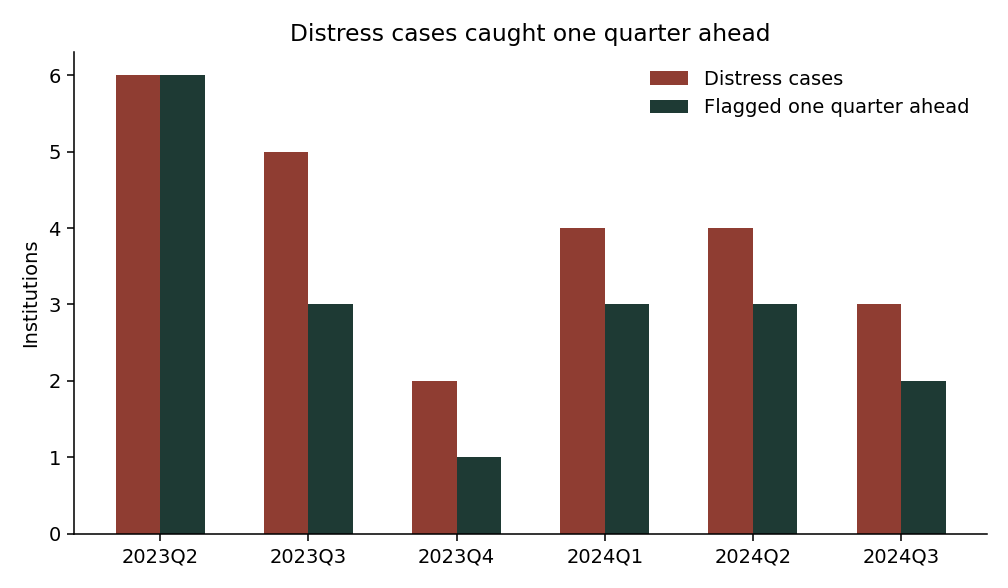 Distress cases caught one quarter ahead
Distress cases
Flagged one quarter ahead
Institutions
6
5
4
3
2
1
0
2023Q2 2023Q3 2023Q4 2024Q1 2024Q2 2024Q3